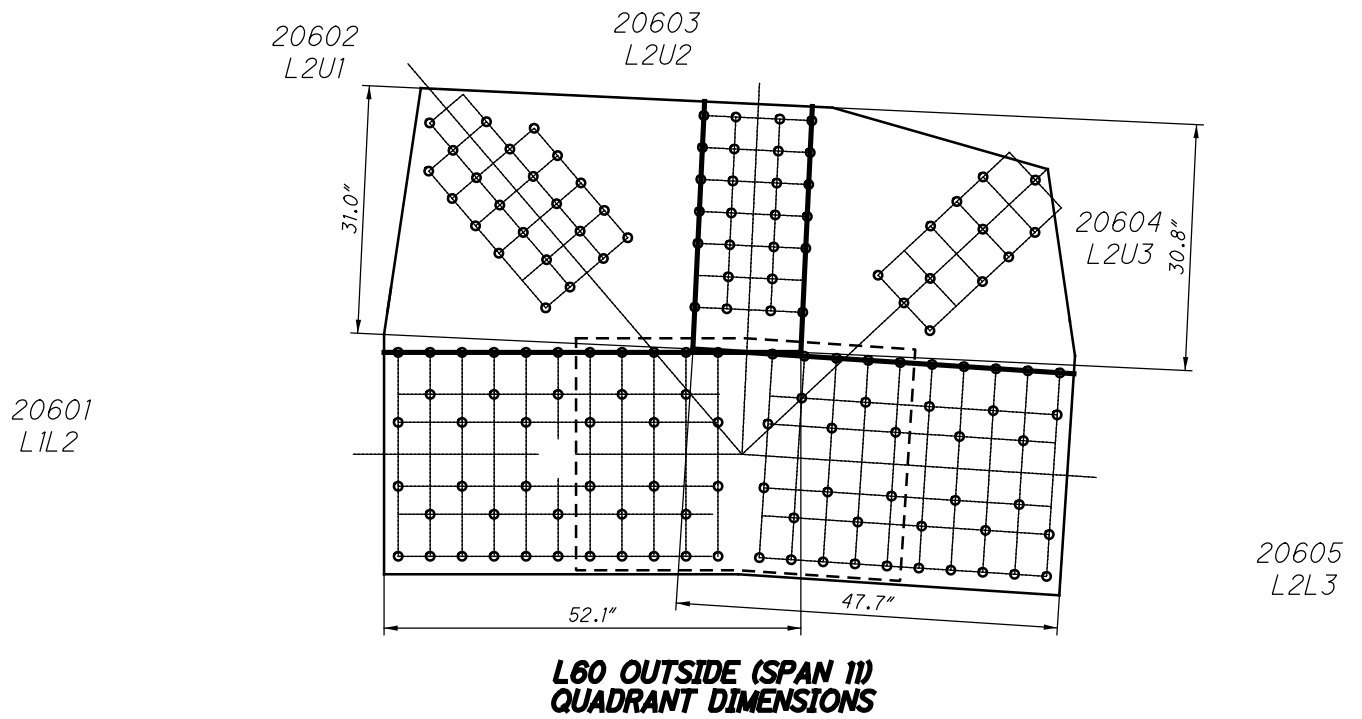 20602
L2U1
20603
L2U2
31.0"
20604
L2U3
30.8"
20601
L1L2
20605
L2L3
47.7"
52.1"
L60 OUTSIDE (SPAN 11)
QUADRANT DIMENSIONS